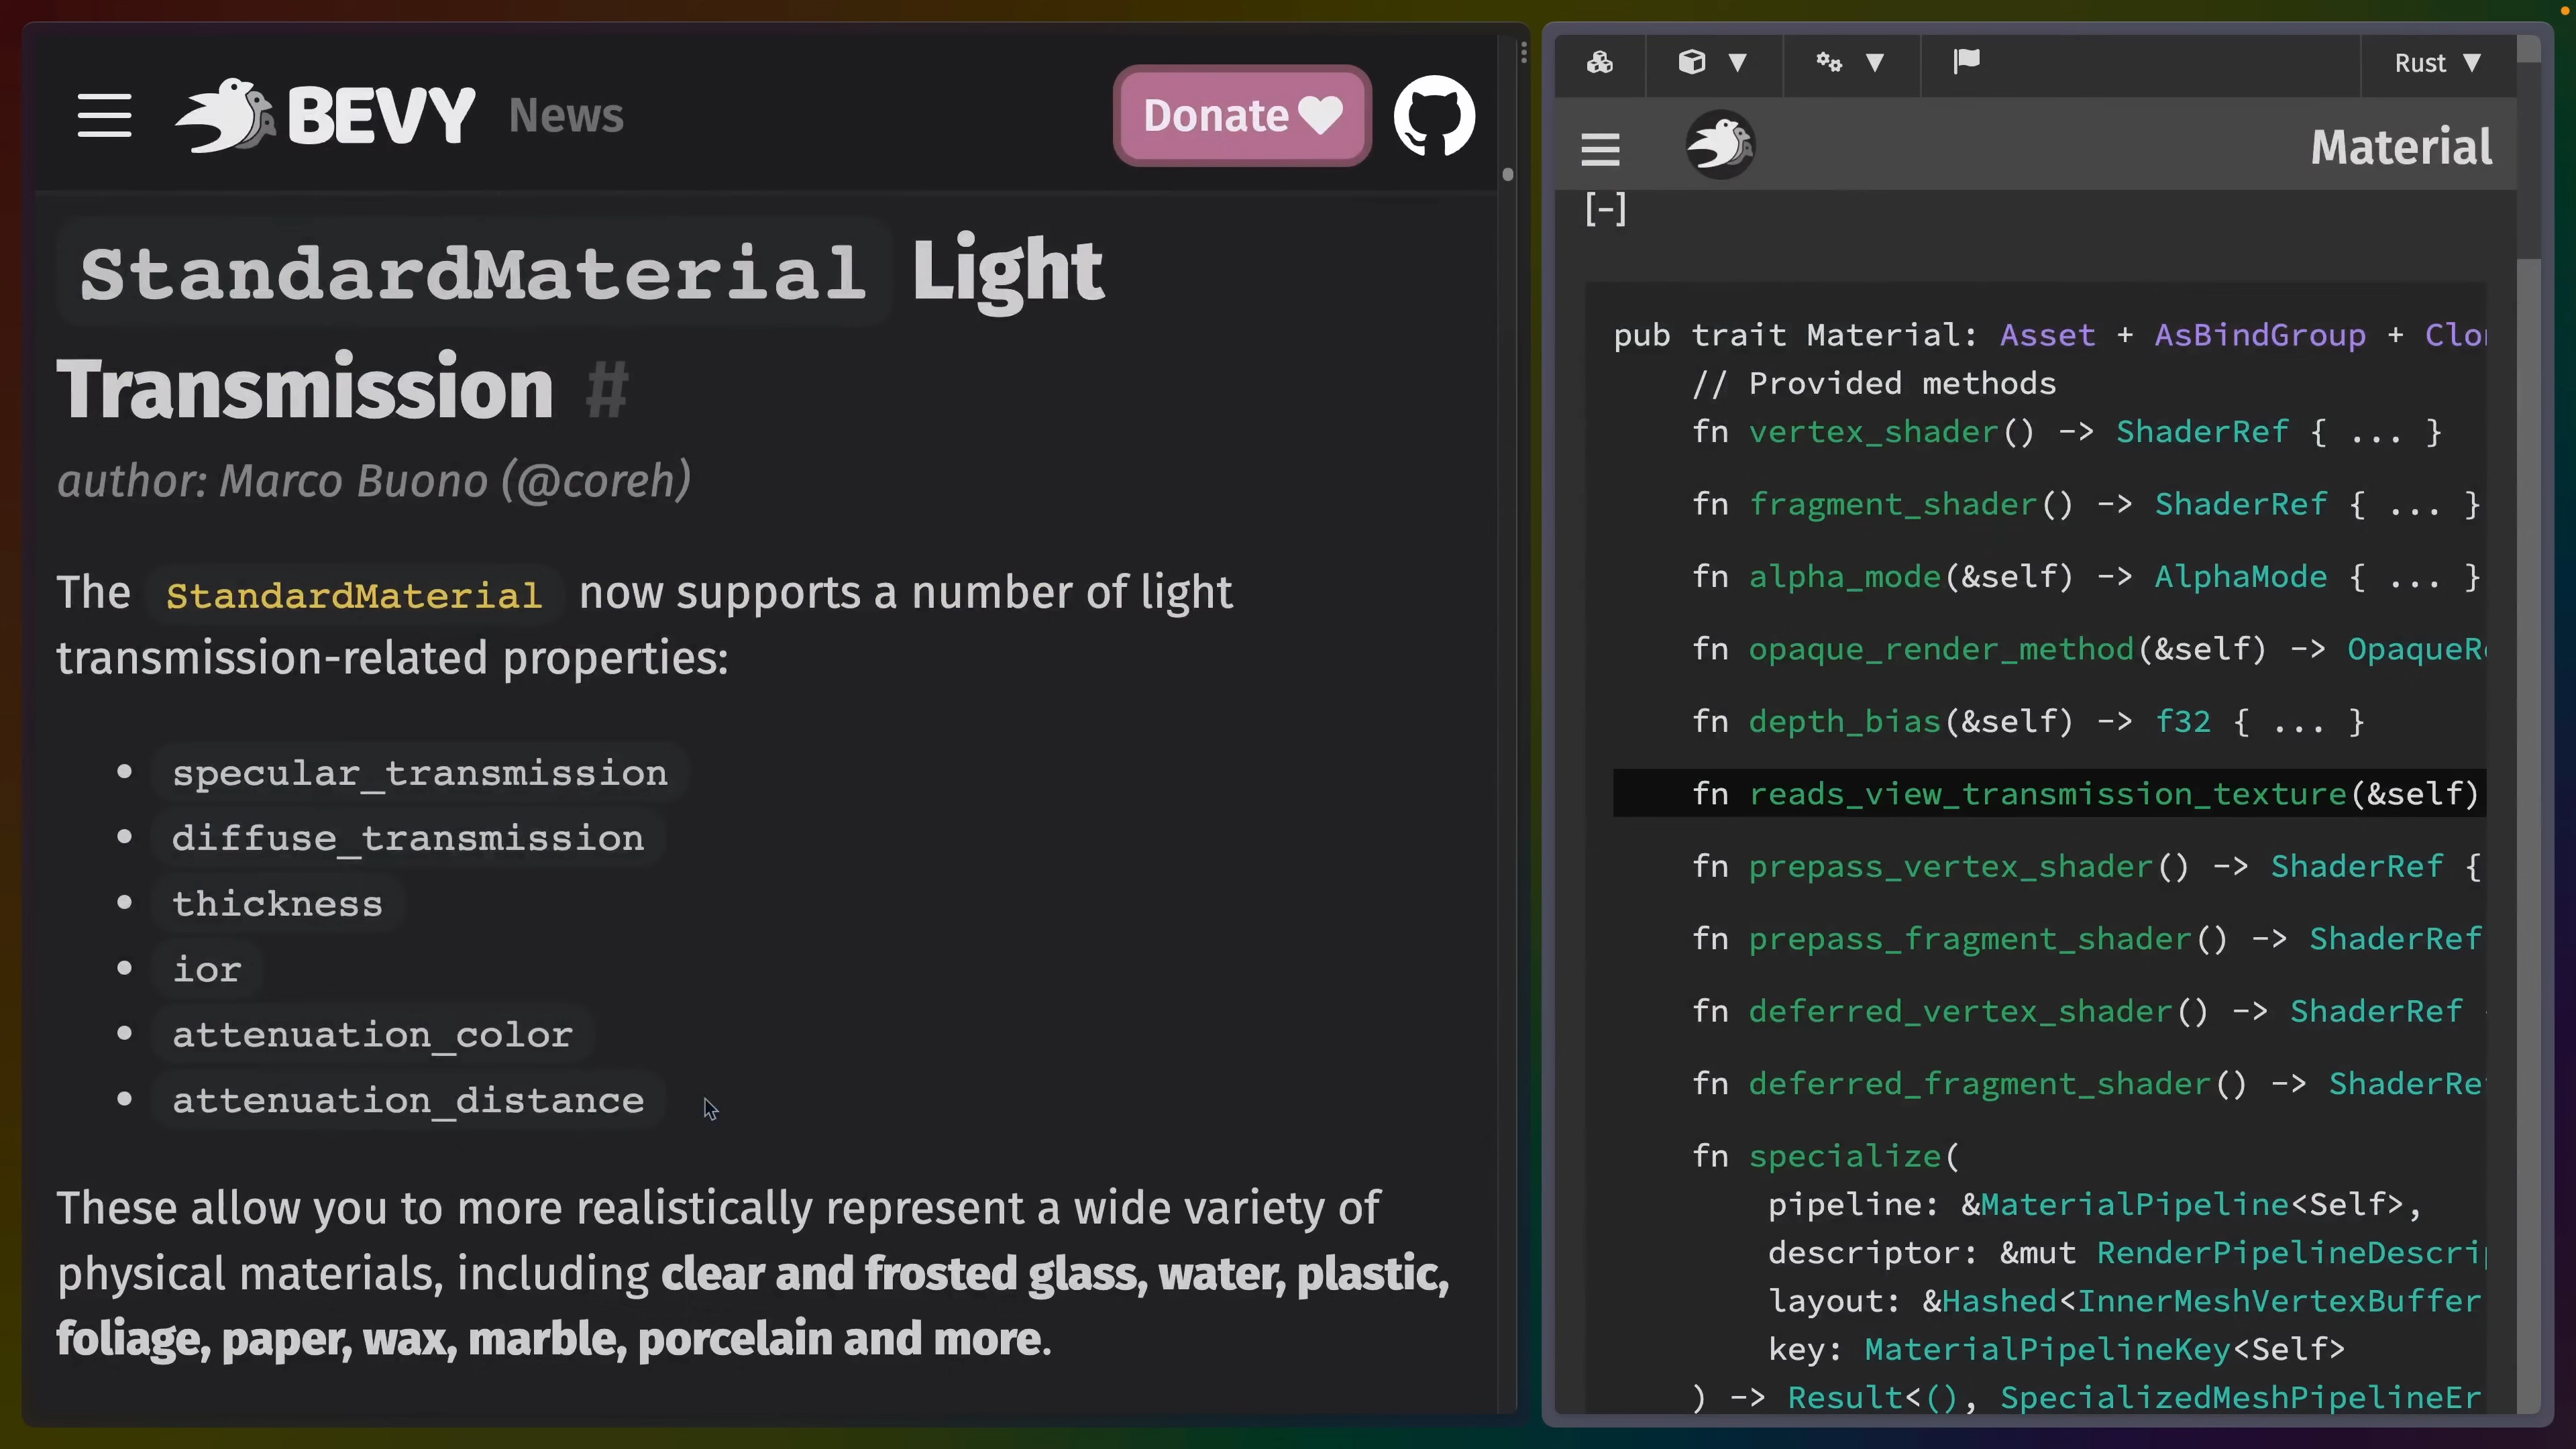 BEVY News
Donate
StandardMaterial Light
Transmission #
author: Marco Buono (@coreh)
The StandardMaterial now supports a number of light
transmission-related properties:
• specular_transmission
• diffuse_transmission
• thickness
• ior
• attenuation_color
• attenuation_distance
These allow you to more realistically represent a wide variety of
physical materials, including clear and frosted glass, water, plastic,
foliage, paper, wax, marble, porcelain and more.
Rust ▼
Material
[-]
pub trait Material: Asset + AsBindGroup + Clo
// Provided methods
fn vertex_shader() -> ShaderRef { ... }
fn fragment_shader() -> ShaderRef { ... }
fn alpha_mode(&self) -> AlphaMode { ... }
fn opaque_render_method(&self) -> OpaqueR
fn depth_bias(&self) -> f32 { ... }
fn reads_view_transmission_texture(&self)
fn prepass_vertex_shader() -> ShaderRef {
fn prepass_fragment_shader() -> ShaderRef
fn deferred_vertex_shader() -> ShaderRef
fn deferred_fragment_shader() -> ShaderRe
fn specialize(
pipeline: &MaterialPipeline<Self>,
descriptor: &mut RenderPipelineDescri
layout: &Hashed<InnerMeshVertexBuffer
key: MaterialPipelineKey<Self>
) -> Result<(), SpecializedMeshPipelineEr